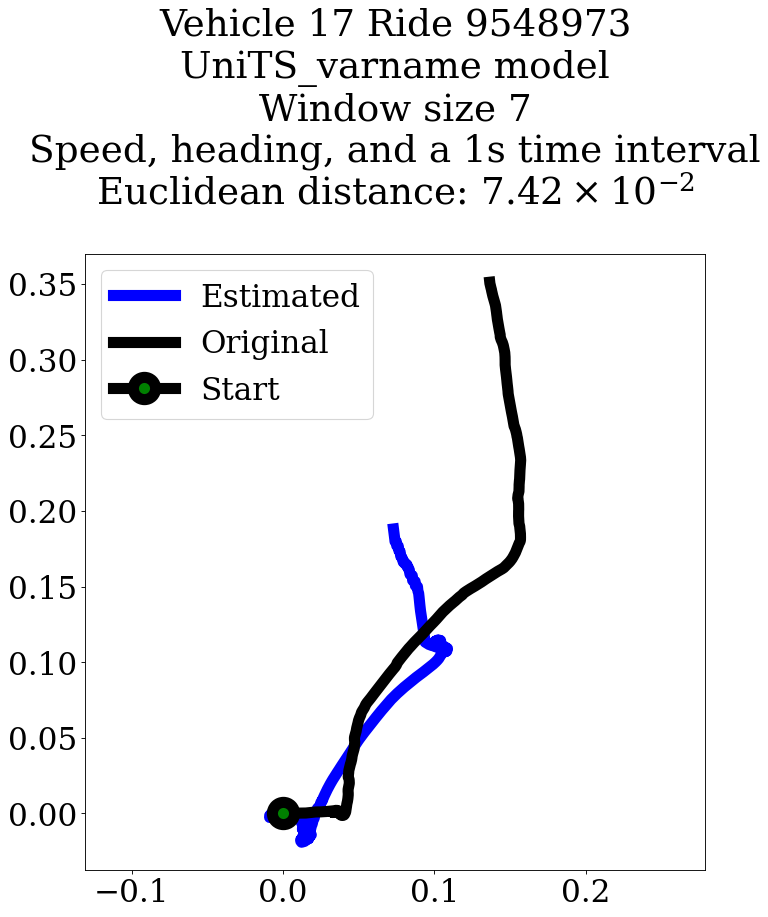 Vehicle 17 Ride 9548973
UniTS_varname model
Window size 7
Speed, heading, and a 1s time interval
Euclidean distance: 7.42 × 10⁻²
Estimated
Original
Start
0.35
0.30
0.25
0.20
0.15
0.10
0.05
0.00
−0.1 0.0 0.1 0.2